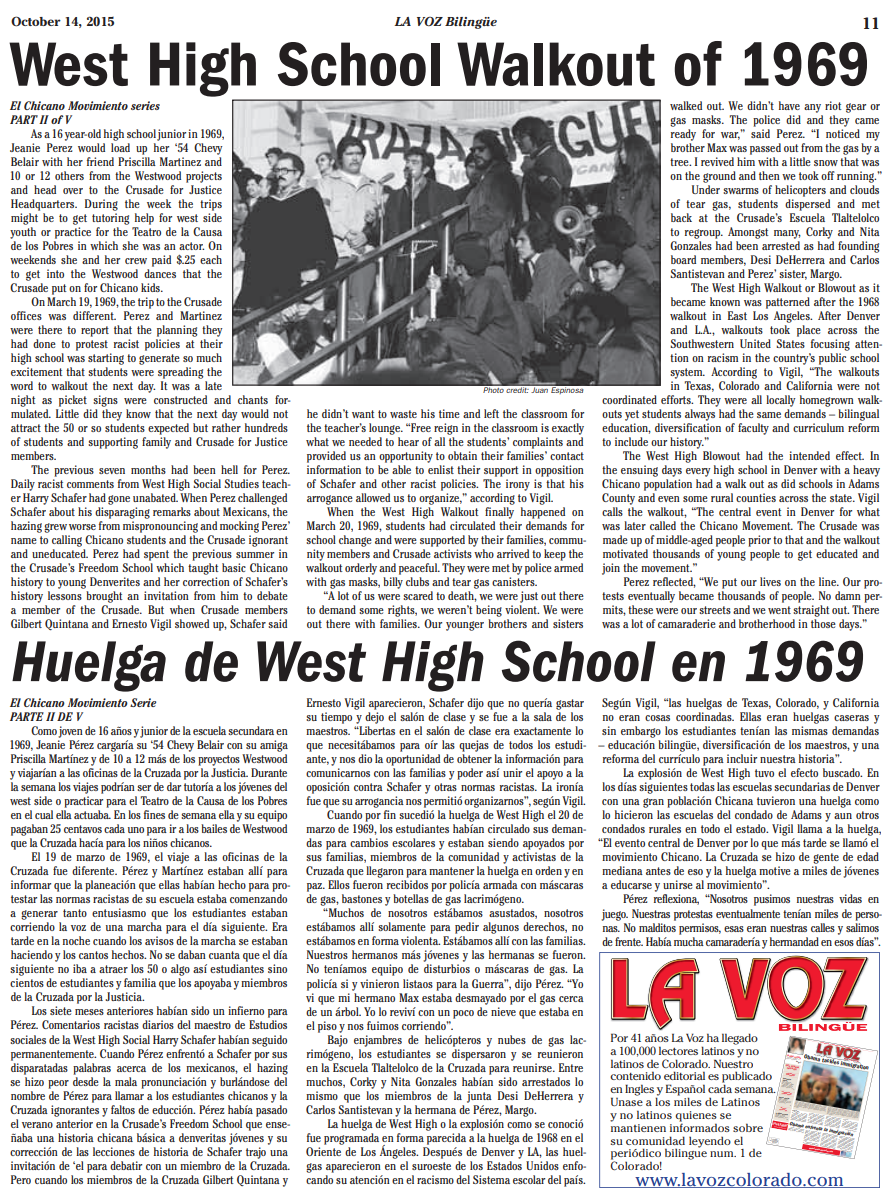 October 14, 2015
LA VOZ Bilingüe
11
West High School Walkout of 1969
El Chicano Movimiento series
PART II of V
As a 16 year-old high school junior in 1969,
Jeanie Perez would load up her '54 Chevy
Belair with her friend Priscilla Martinez and
10 or 12 others from the Westwood projects
and head over to the Crusade for Justice
Headquarters. During the week the trips
might be to get tutoring help for west side
youth or practice for the Teatro de la Causa
de los Pobres in which she was an actor. On
weekends she and her crew paid $.25 each
to get into the Westwood dances that the
Crusade put on for Chicano kids.
On March 19, 1969, the trip to the Crusade
offices was different. Perez and Martinez
were there to report that the planning they
had done to protest racist policies at their
high school was starting to generate so much
excitement that students were spreading the
word to walkout the next day. It was a late
night as picket signs were constructed and chants for-
mulated. Little did they know that the next day would not
attract the 50 or so students expected but rather hundreds
of students and supporting family and Crusade for Justice
members.
The previous seven months had been hell for Perez.
Daily racist comments from West High Social Studies teach-
er Harry Schafer had gone unabated. When Perez challenged
Schafer about his disparaging remarks about Mexicans, the
hazing grew worse from mispronouncing and mocking Perez'
name to calling Chicano students and the Crusade ignorant
and uneducated. Perez had spent the previous summer in
the Crusade's Freedom School which taught basic Chicano
history to young Denverites and her correction of Schafer's
history lessons brought an invitation from him to debate
a member of the Crusade. But when Crusade members
Gilbert Quintana and Ernesto Vigil showed up, Schafer said
Photo credit: Juan Espinosa
he didn't want to waste his time and left the classroom for
the teacher's lounge. "Free reign in the classroom is exactly
what we needed to hear of all the students' complaints and
provided us an opportunity to obtain their families' contact
information to be able to enlist their support in opposition
of Schafer and other racist policies. The irony is that his
arrogance allowed us to organize," according to Vigil.
When the West High Walkout finally happened on
March 20, 1969, students had circulated their demands for
school change and were supported by their families, commu-
nity members and Crusade activists who arrived to keep the
walkout orderly and peaceful. They were met by police armed
with gas masks, billy clubs and tear gas canisters.
"A lot of us were scared to death, we were just out there
to demand some rights, we weren't being violent. We were
out there with families. Our younger brothers and sisters
walked out. We didn't have any riot gear or
gas masks. The police did and they came
ready for war," said Perez. "I noticed my
brother Max was passed out from the gas by a
tree. I revived him with a little snow that was
on the ground and then we took off running."
Under swarms of helicopters and clouds
of tear gas, students dispersed and met
back at the Crusade's Escuela Tlaltelolco
to regroup. Amongst many, Corky and Nita
Gonzales had been arrested as had founding
board members, Desi DeHerrera and Carlos
Santistevan and Perez' sister, Margo.
The West High Walkout or Blowout as it
became known was patterned after the 1968
walkout in East Los Angeles. After Denver
and L.A., walkouts took place across the
Southwestern United States focusing atten-
tion on racism in the country's public school
system. According to Vigil, "The walkouts
in Texas, Colorado and California were not
coordinated efforts. They were all locally homegrown walk-
outs yet students always had the same demands – bilingual
education, diversification of faculty and curriculum reform
to include our history."
The West High Blowout had the intended effect. In
the ensuing days every high school in Denver with a heavy
Chicano population had a walk out as did schools in Adams
County and even some rural counties across the state. Vigil
calls the walkout, "The central event in Denver for what
was later called the Chicano Movement. The Crusade was
made up of middle-aged people prior to that and the walkout
motivated thousands of young people to get educated and
join the movement."
Perez reflected, "We put our lives on the line. Our pro-
tests eventually became thousands of people. No damn per-
mits, these were our streets and we went straight out. There
was a lot of camaraderie and brotherhood in those days."
Huelga de West High School en 1969
El Chicano Movimiento Serie
PARTE II DE V
Como joven de 16 años y junior de la escuela secundara en
1969, Jeanie Pérez cargaría su '54 Chevy Belair con su amiga
Priscilla Martínez y de 10 a 12 más de los proyectos Westwood
y viajarían a las oficinas de la Cruzada por la Justicia. Durante
la semana los viajes podrían ser de dar tutoría a los jóvenes del
west side o practicar para el Teatro de la Causa de los Pobres
en el cual ella actuaba. En los fines de semana ella y su equipo
pagaban 25 centavos cada uno para ir a los bailes de Westwood
que la Cruzada hacía para los niños chicanos.
El 19 de marzo de 1969, el viaje a las oficinas de la
Cruzada fue diferente. Pérez y Martínez estaban allí para
informar que la planeación que ellas habían hecho para pro-
testar las normas racistas de su escuela estaba comenzando
a generar tanto entusiasmo que los estudiantes estaban
corriendo la voz de una marcha para el día siguiente. Era
tarde en la noche cuando los avisos de la marcha se estaban
haciendo y los cantos hechos. No se daban cuanta que el día
siguiente no iba a atraer los 50 o algo así estudiantes sino
cientos de estudiantes y familia que los apoyaba y miembros
de la Cruzada por la Justicia.
Los siete meses anteriores habían sido un infierno para
Pérez. Comentarios racistas diarios del maestro de Estudios
sociales de la West High Social Harry Schafer habían seguido
permanentemente. Cuando Pérez enfrentó a Schafer por sus
disparatadas palabras acerca de los mexicanos, el hazing
se hizo peor desde la mala pronunciación y burlándose del
nombre de Pérez para llamar a los estudiantes chicanos y la
Cruzada ignorantes y faltos de educción. Pérez había pasado
el verano anterior en la Crusade's Freedom School que ense-
ñaba una historia chicana básica a denveritas jóvenes y su
corrección de las lecciones de historia de Schafer trajo una
invitación de 'el para debatir con un miembro de la Cruzada.
Pero cuando los miembros de la Cruzada Gilbert Quintana y
Ernesto Vigil aparecieron, Schafer dijo que no quería gastar
su tiempo y dejo el salón de clase y se fue a la sala de los
maestros. "Libertas en el salón de clase era exactamente lo
que necesitábamos para oír las quejas de todos los estudi-
ante, y nos dio la oportunidad de obtener la información para
comunicarnos con las familias y poder así unir el apoyo a la
oposición contra Schafer y otras normas racistas. La ironía
fue que su arrogancia nos permitió organizarnos", según Vigil.
Cuando por fin sucedió la huelga de West High el 20 de
marzo de 1969, los estudiantes habían circulado sus deman-
das para cambios escolares y estaban siendo apoyados por
sus familias, miembros de la comunidad y activistas de la
Cruzada que llegaron para mantener la huelga en orden y en
paz. Ellos fueron recibidos por policía armada con máscaras
de gas, bastones y botellas de gas lacrimógeno.
"Muchos de nosotros estábamos asustados, nosotros
estábamos allí solamente para pedir algunos derechos, no
estábamos en forma violenta. Estábamos allí con las familias.
Nuestros hermanos más jóvenes y las hermanas se fueron.
No teníamos equipo de disturbios o máscaras de gas. La
policía si y vinieron listaos para la Guerra", dijo Pérez. "Yo
vi que mi hermano Max estaba desmayado por el gas cerca
de un árbol. Yo lo reviví con un poco de nieve que estaba en
el piso y nos fuimos corriendo".
Bajo enjambres de helicópteros y nubes de gas lac-
rimógeno, los estudiantes se dispersaron y se reunieron
en la Escuela Tlaltelolco de la Cruzada para reunirse. Entre
muchos, Corky y Nita Gonzales habían sido arrestados lo
mismo que los miembros de la junta Desi DeHerrera y
Carlos Santistevan y la hermana de Pérez, Margo.
La huelga de West High o la explosión como se conoció
fue programada en forma parecida a la huelga de 1968 en el
Oriente de Los Ángeles. Después de Denver y LA, las huel-
gas aparecieron en el suroeste de los Estados Unidos enfo-
cando su atención en el racismo del Sistema escolar del país.
Según Vigil, "las huelgas de Texas, Colorado, y California
no eran cosas coordinadas. Ellas eran huelgas caseras y
sin embargo los estudiantes tenían las mismas demandas
– educación bilingüe, diversificación de los maestros, y una
reforma del currículo para incluir nuestra historia".
La explosión de West High tuvo el efecto buscado. En
los días siguientes todas las escuelas secundarias de Denver
con una gran población Chicana tuvieron una huelga como
lo hicieron las escuelas del condado de Adams y aun otros
condados rurales en todo el estado. Vigil llama a la huelga,
"El evento central de Denver por lo que más tarde se llamó el
movimiento Chicano. La Cruzada se hizo de gente de edad
mediana antes de eso y la huelga motive a miles de jóvenes
a educarse y unirse al movimiento".
Pérez reflexiona, "Nosotros pusimos nuestras vidas en
juego. Nuestras protestas eventualmente tenían miles de perso-
nas. No malditos permisos, esas eran nuestras calles y salimos
de frente. Había mucha camaradería y hermandad en esos días".
LA VOZ
BILINGÜE
Por 41 años La Voz ha llegado
a 100,000 lectores latinos y no
latinos de Colorado. Nuestro
contenido editorial es publicado
en Ingles y Español cada semana.
Unase a los miles de Latinos
y no latinos quienes se
mantienen informados sobre
su comunidad leyendo el
periódico bilingue num. 1 de
Colorado!
LA VOZ
www.lavozcolorado.com